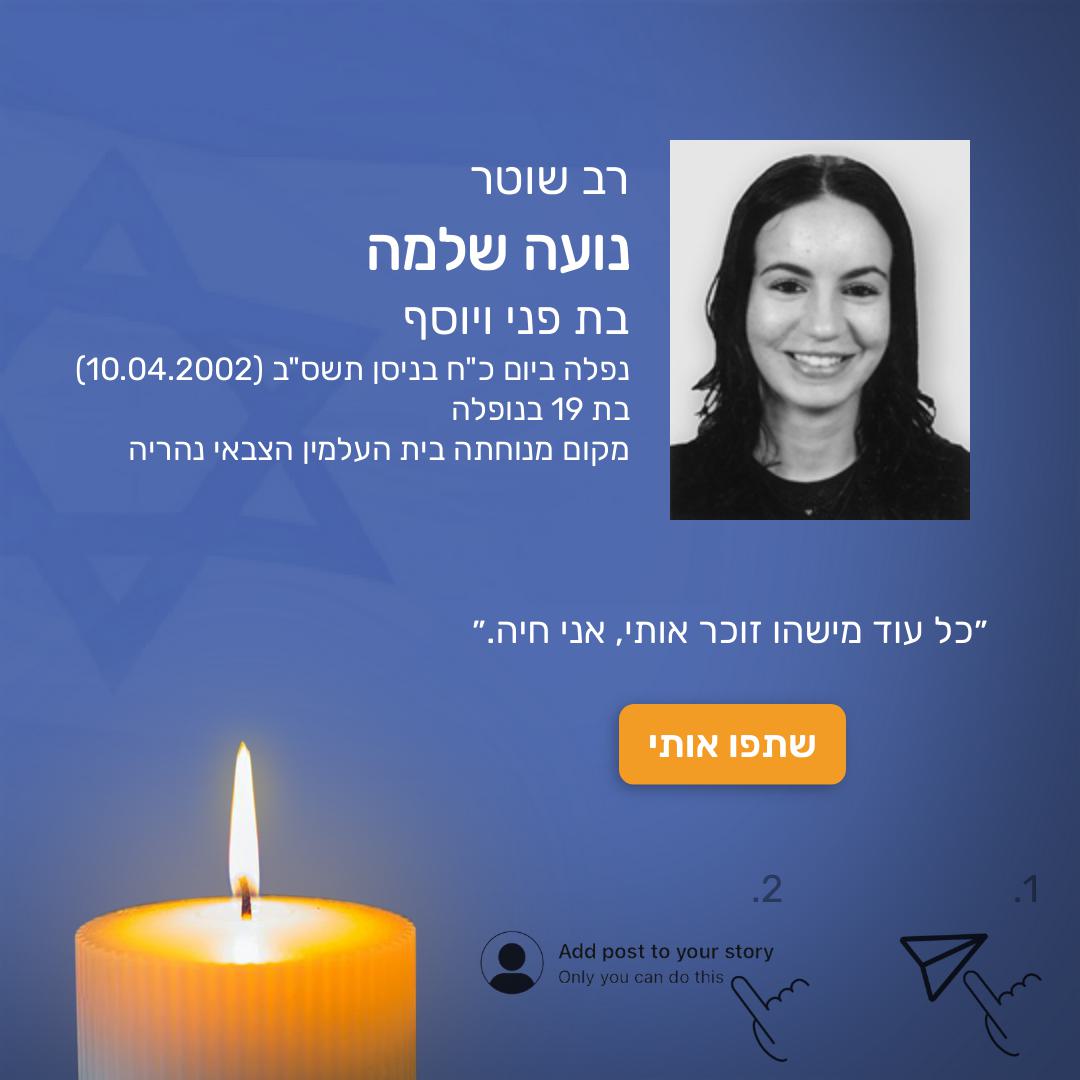 רב שוטר
נועה שלמה
בת פני ויוסף
נפלה ביום כ"ח בניסן תשס"ב (10.04.2002)
בת 19 בנופלה
מקום מנוחתה בית העלמין הצבאי נהריה
״כל עוד מישהו זוכר אותי, אני חיה.״
שתפו אותי
.1
.2
Add post to your story
Only you can do this